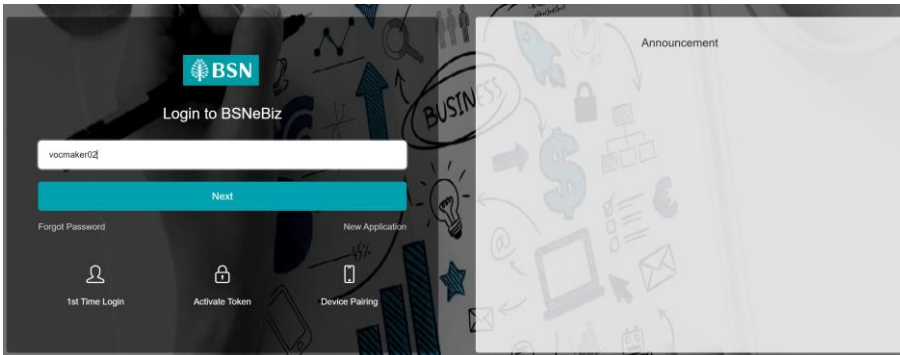 BSN
Login to BSNeBiz
vocmaker02
Next
Forgot Password
New Application
1st Time Login
Activate Token
Device Pairing
Announcement
BUSINESS
45%
@
$
€